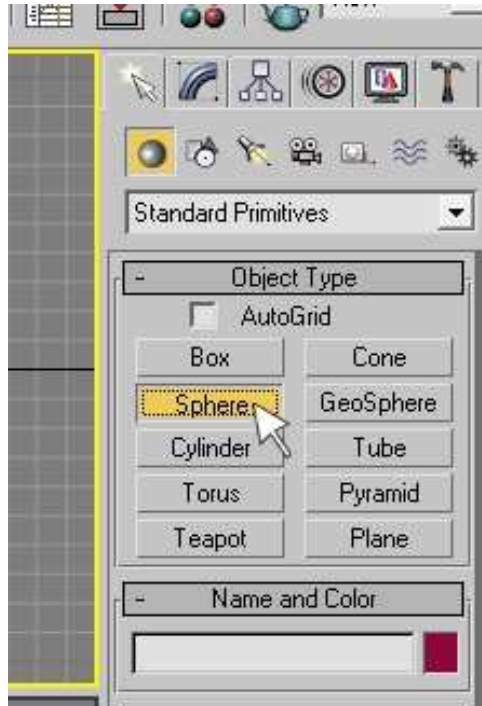 Standard Primitives
- Object Type
AutoGrid
Box Cone
Sphere GeoSphere
Cylinder Tube
Torus Pyramid
Teapot Plane
- Name and Color